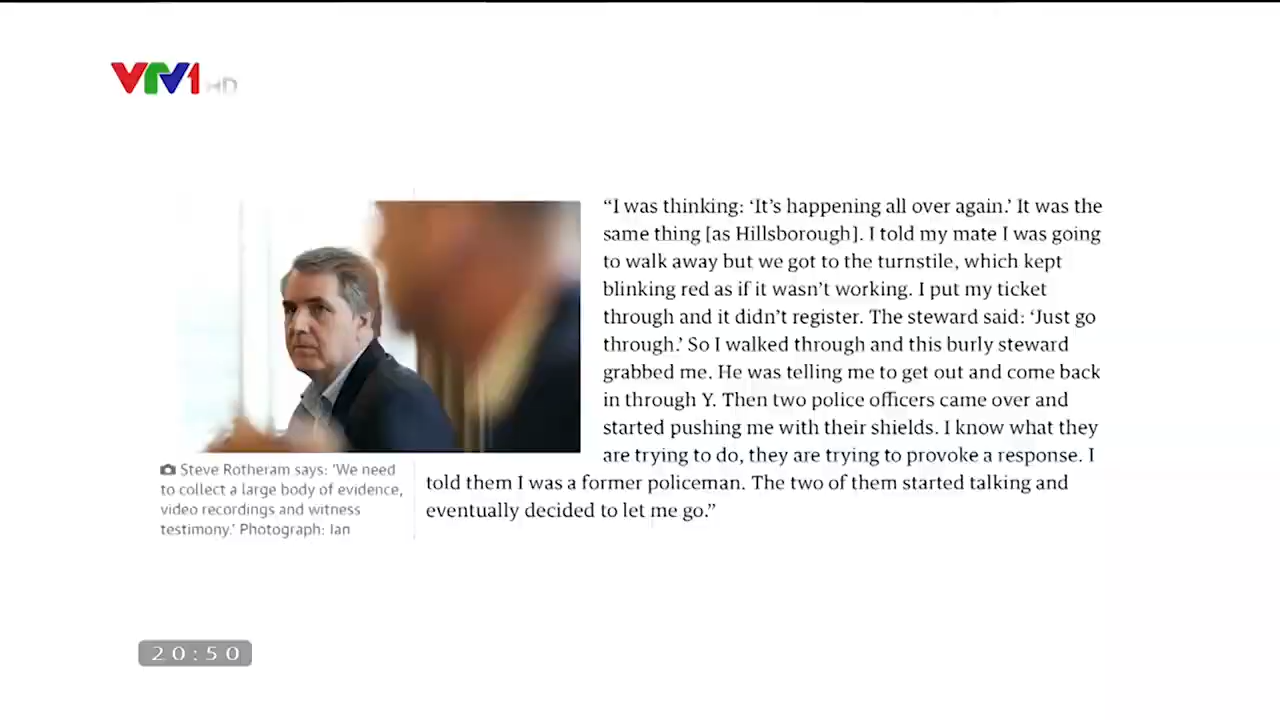 VTV1 HD
“I was thinking: ‘It’s happening all over again.’ It was the
same thing [as Hillsborough]. I told my mate I was going
to walk away but we got to the turnstile, which kept
blinking red as if it wasn’t working. I put my ticket
through and it didn’t register. The steward said: ‘Just go
through.’ So I walked through and this burly steward
grabbed me. He was telling me to get out and come back
in through Y. Then two police officers came over and
started pushing me with their shields. I know what they
are trying to do, they are trying to provoke a response. I
told them I was a former policeman. The two of them started talking and
eventually decided to let me go.”
Steve Rotheram says: ‘We need
to collect a large body of evidence,
video recordings and witness
testimony.’ Photograph: Ian
20:50